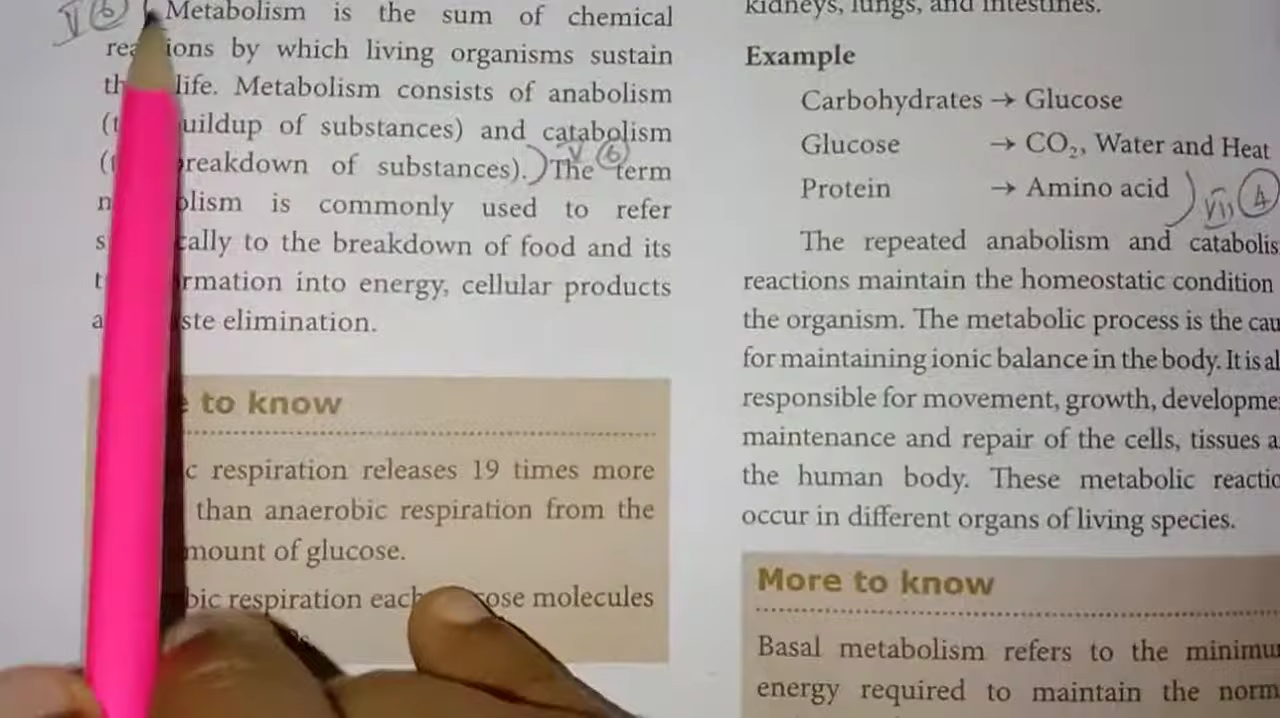 V 6 ( Metabolism is the sum of chemical
ions by which living organisms sustain
life. Metabolism consists of anabolism
uildup of substances) and catabolism
reakdown of substances).) The term
V 6
olism is commonly used to refer
cally to the breakdown of food and its
rmation into energy, cellular products
ste elimination.
to know
c respiration releases 19 times more
than anaerobic respiration from the
mount of glucose.
bic respiration each ose molecules
kidneys, lungs, and intestines.
Example
Carbohydrates → Glucose
Glucose → CO₂, Water and Heat
Protein → Amino acid ) VII 4
The repeated anabolism and catabolis
reactions maintain the homeostatic condition
the organism. The metabolic process is the cau
for maintaining ionic balance in the body. It is al
responsible for movement, growth, developme
maintenance and repair of the cells, tissues a
the human body. These metabolic reactio
occur in different organs of living species.
More to know
Basal metabolism refers to the minimu
energy required to maintain the norm